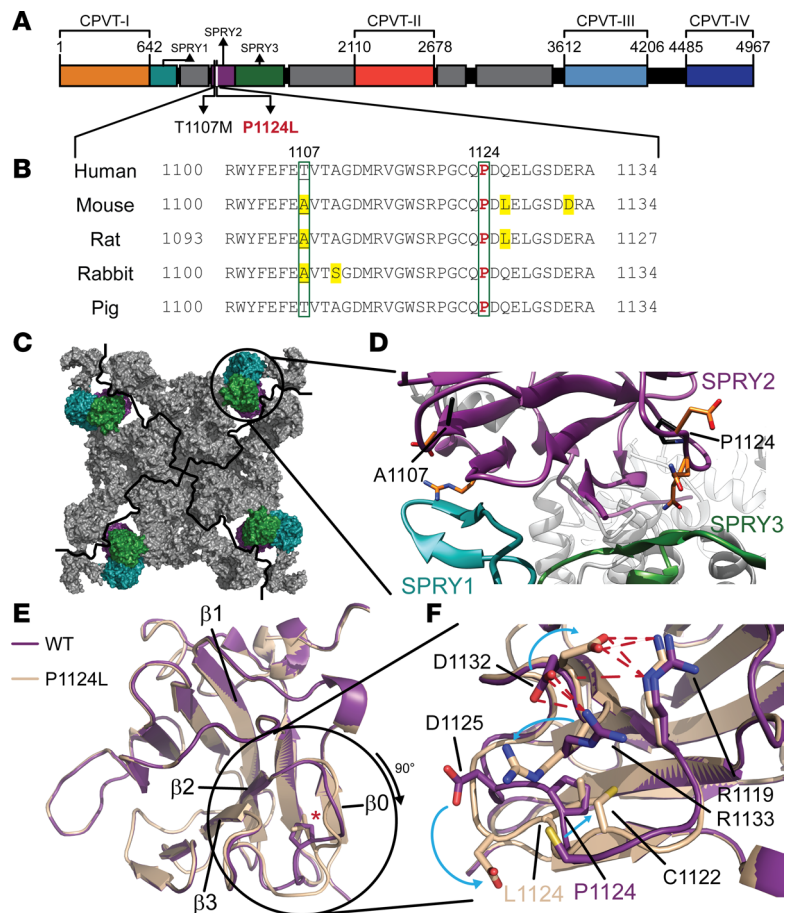 A
CPVT-I CPVT-II CPVT-III CPVT-IV
SPRY2
1 642 SPRY1 SPRY3 2110 2678 3612 4206 4485 4967
T1107M P1124L
B
1107 1124
Human 1100 RWYFEFETVTAGDMRVGWSRPGCQPDQELGSDERA 1134
Mouse 1100 RWYFEFEAVTAGDMRVGWSRPGCQPDLELGSDDRA 1134
Rat 1093 RWYFEFEAVTAGDMRVGWSRPGCQPDLELGSDERA 1127
Rabbit 1100 RWYFEFEAVTSGDMRVGWSRPGCQPDQELGSDERA 1134
Pig 1100 RWYFEFETVTAGDMRVGWSRPGCQPDQELGSDERA 1134
C
D
SPRY2
A1107
P1124
SPRY3
SPRY1
E
WT
P1124L
β1
β2
β3
β0
90°
*
F
D1132
D1125
R1119
R1133
C1122
L1124 P1124